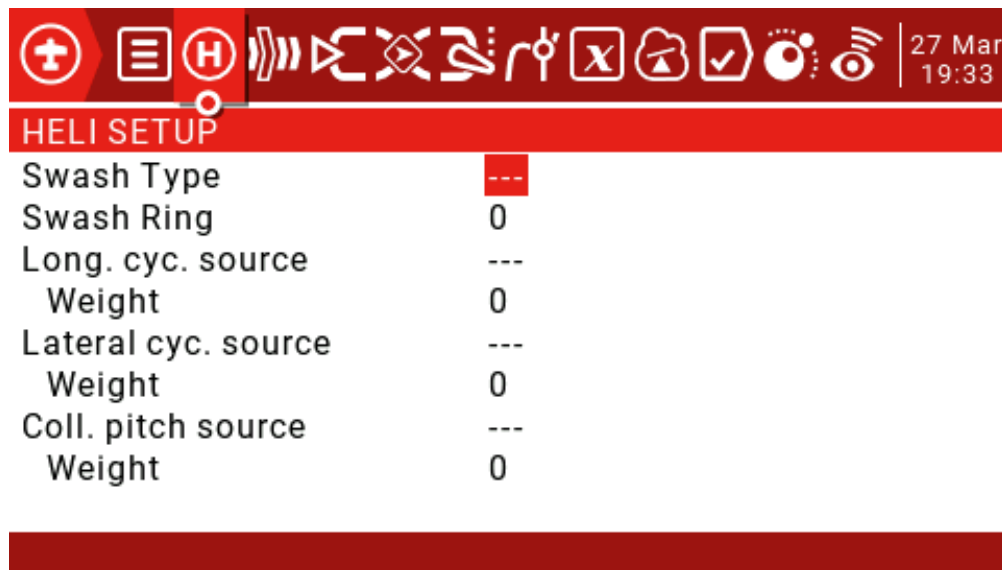 27 Mar
19:33
HELI SETUP
Swash Type ---
Swash Ring 0
Long. cyc. source ---
Weight 0
Lateral cyc. source ---
Weight 0
Coll. pitch source ---
Weight 0